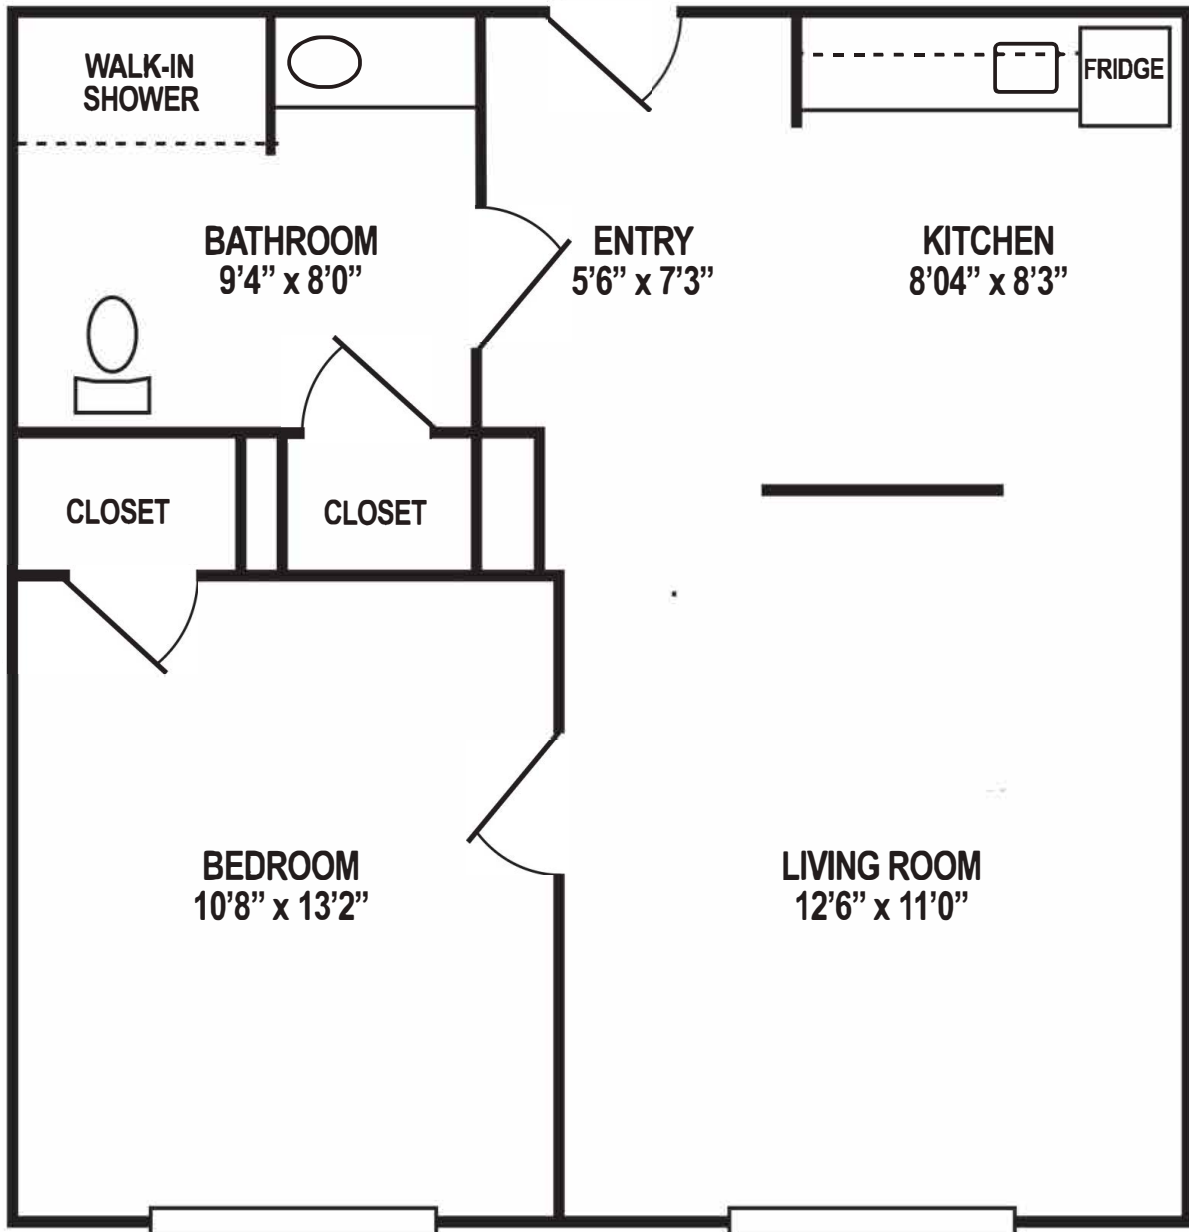 WALK-IN
SHOWER
FRIDGE
BATHROOM
9’4” x 8’0”
ENTRY
5’6” x 7’3”
KITCHEN
8’04” x 8’3”
CLOSET
CLOSET
BEDROOM
10’8” x 13’2”
LIVING ROOM
12’6” x 11’0”